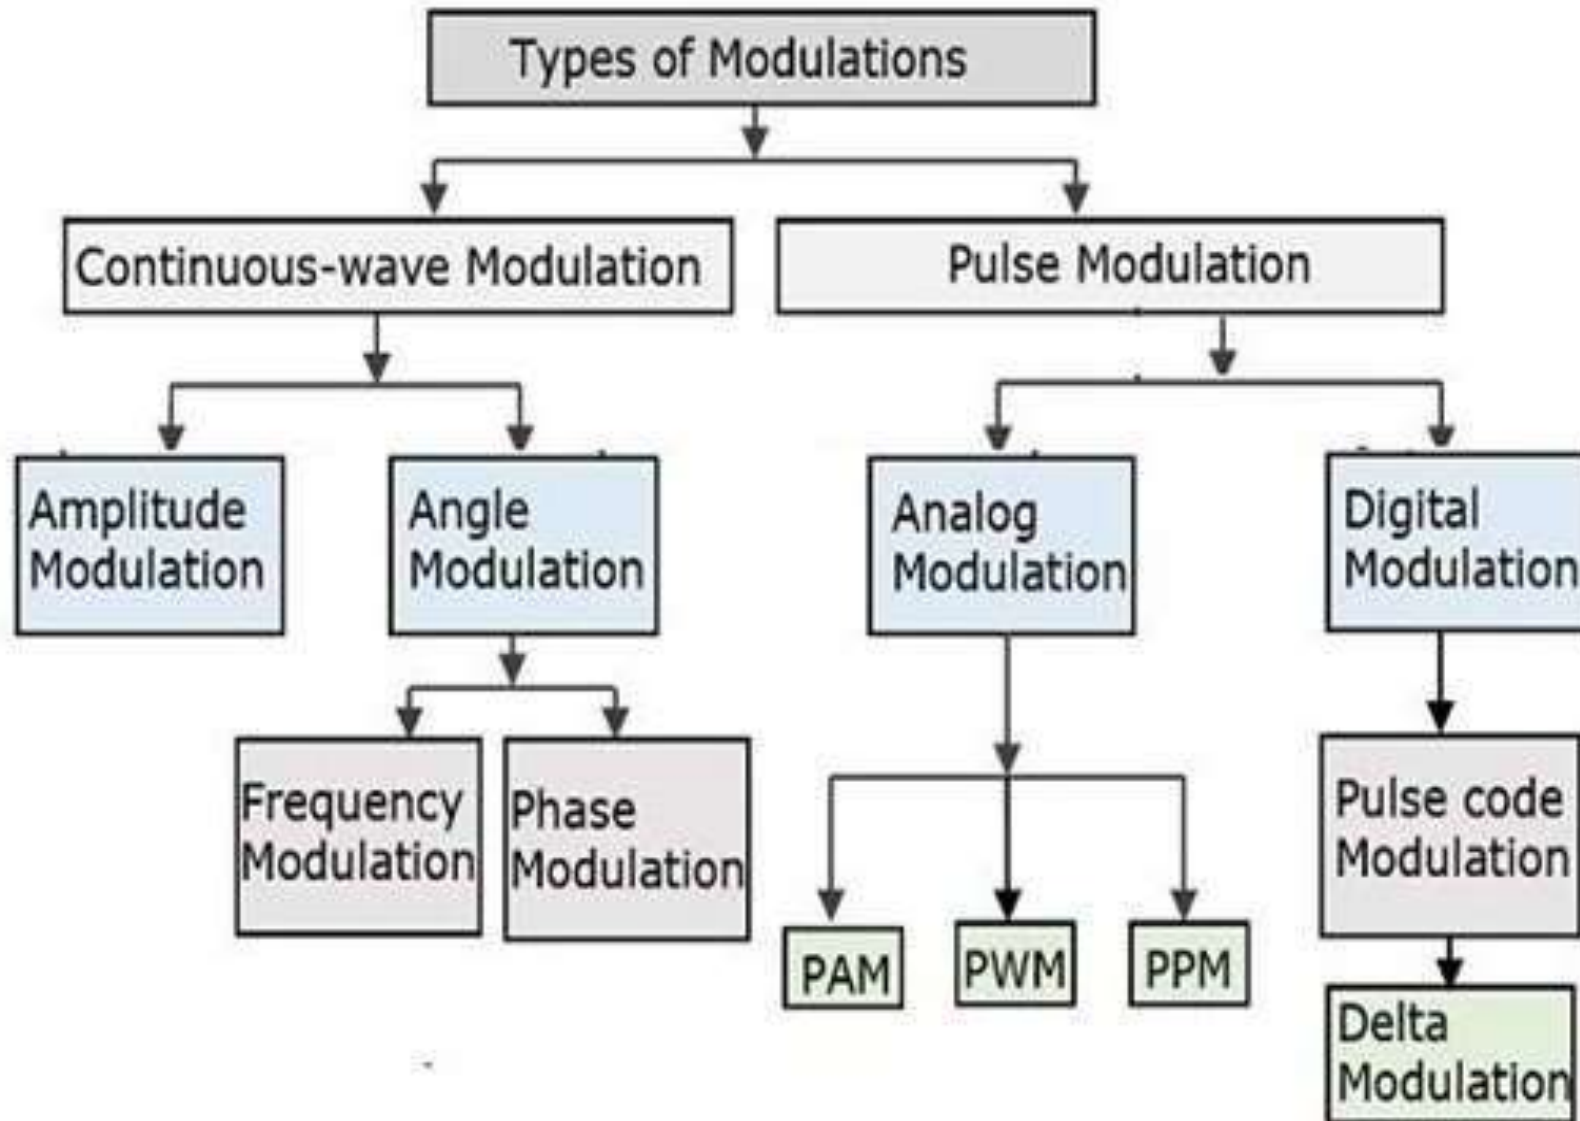 Types of Modulations
Continuous-wave Modulation
Pulse Modulation
Amplitude
Modulation
Angle
Modulation
Analog
Modulation
Digital
Modulation
Frequency
Modulation
Phase
Modulation
Pulse code
Modulation
PAM
PWM
PPM
Delta
Modulation